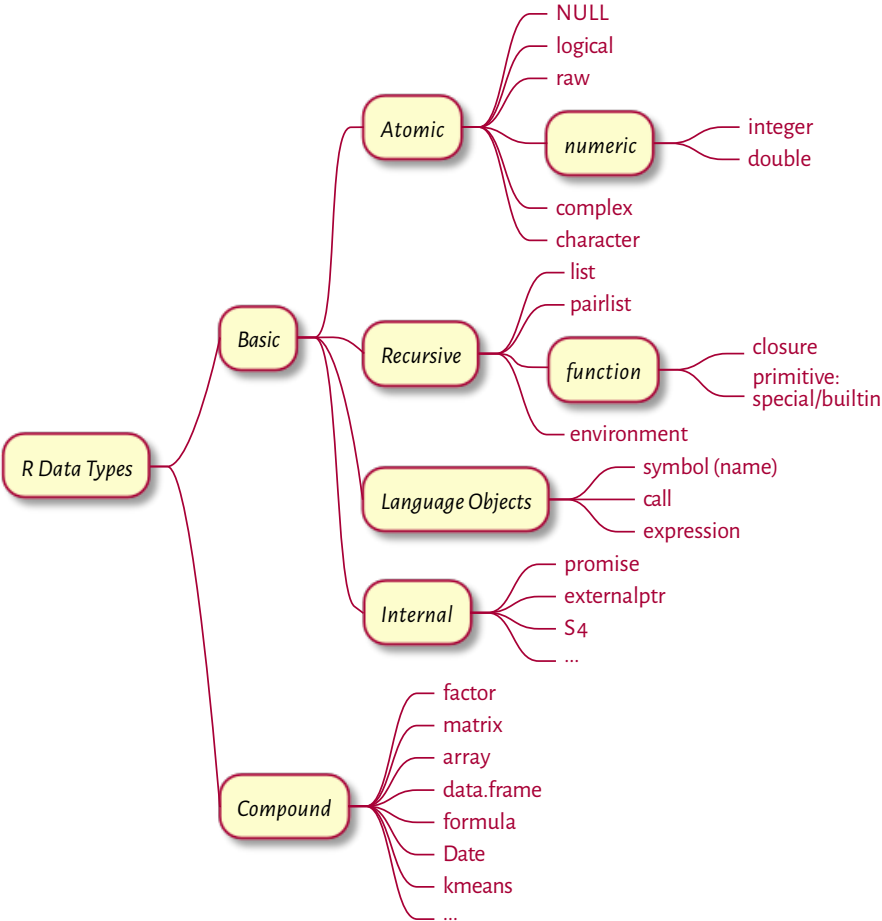 NULL
logical
raw
Atomic
numeric
integer
double
complex
character
list
pairlist
Basic
Recursive
function
closure
primitive:
special/builtin
environment
R Data Types
symbol (name)
Language Objects
call
expression
promise
externalptr
Internal
S4
...
factor
matrix
array
data.frame
Compound
formula
Date
kmeans
...